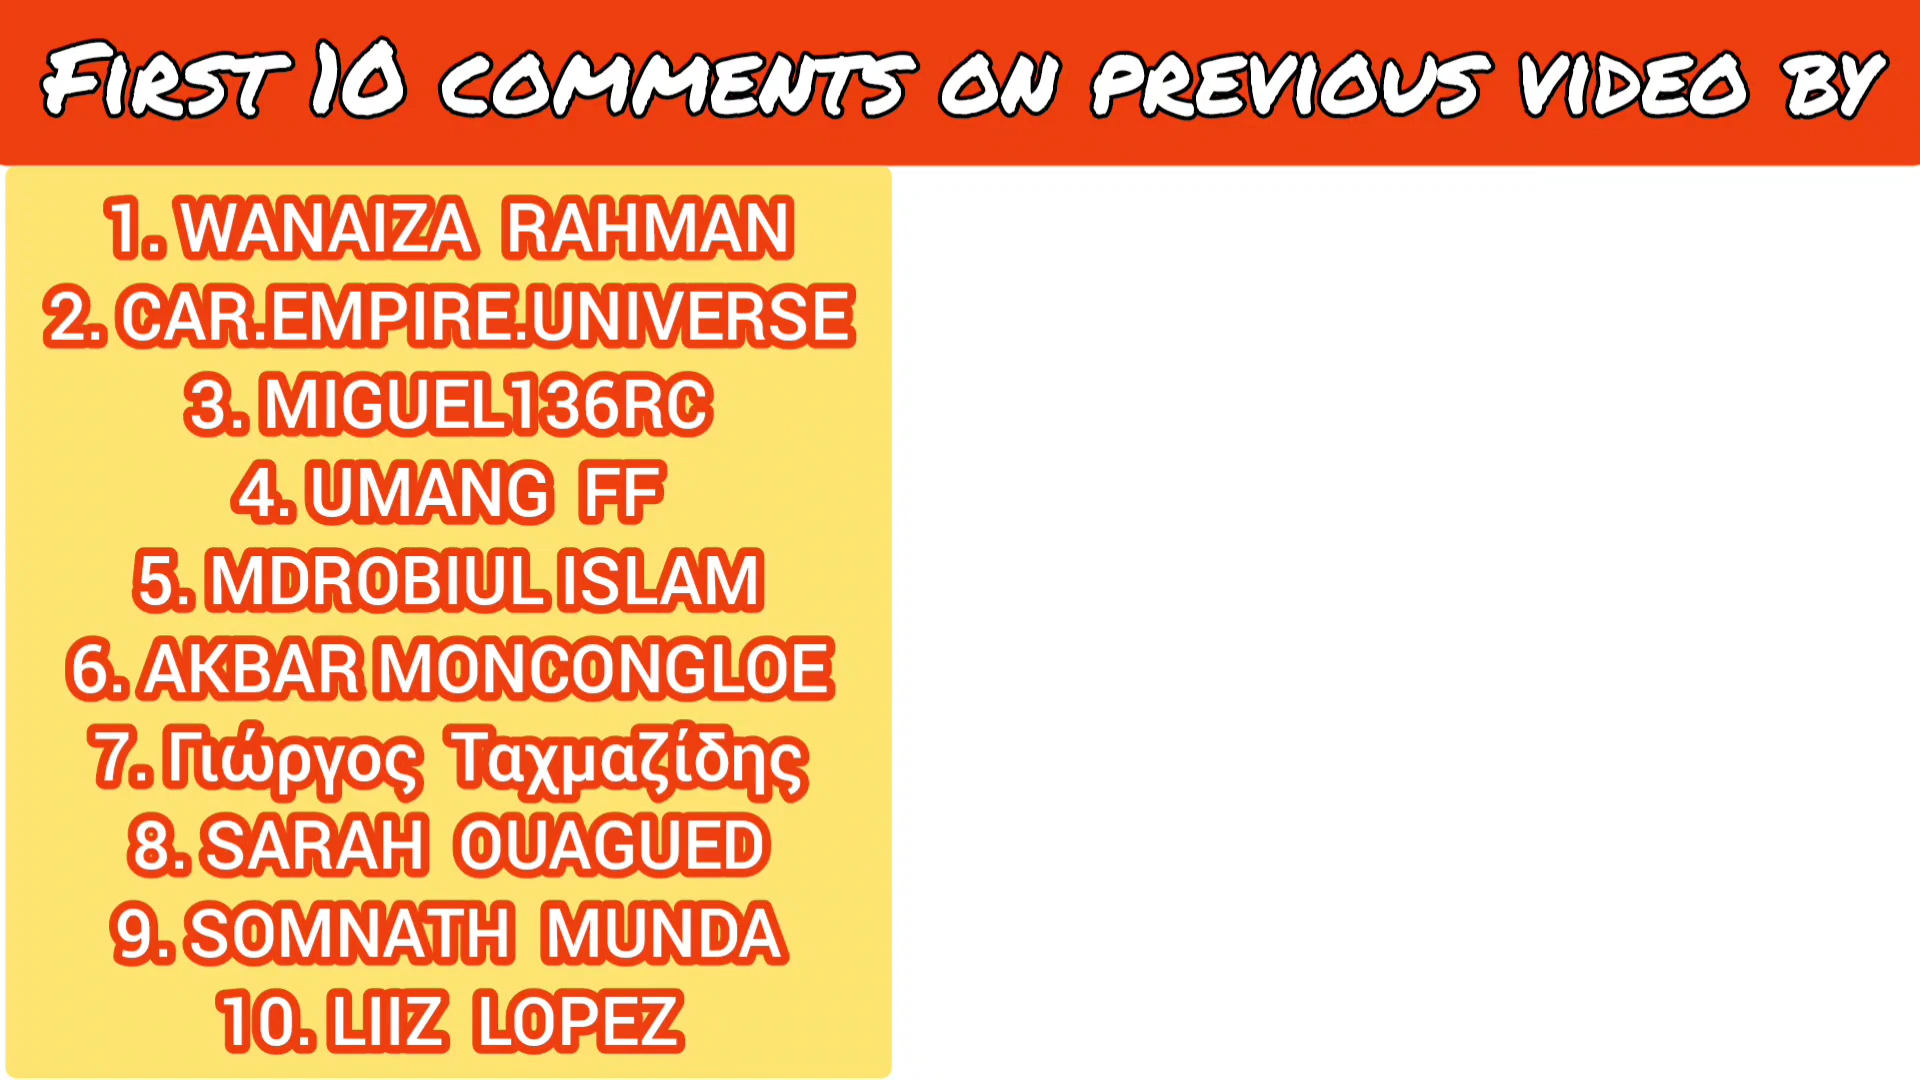 First 10 comments on previous video by
1. WANAIZA RAHMAN
2. CAR.EMPIRE.UNIVERSE
3. MIGUEL136RC
4. UMANG FF
5. MDROBIUL ISLAM
6. AKBAR MONCONGLOE
7. Γιώργος Ταχμαζίδης
8. SARAH OUAGUED
9. SOMNATH MUNDA
10. LIIZ LOPEZ